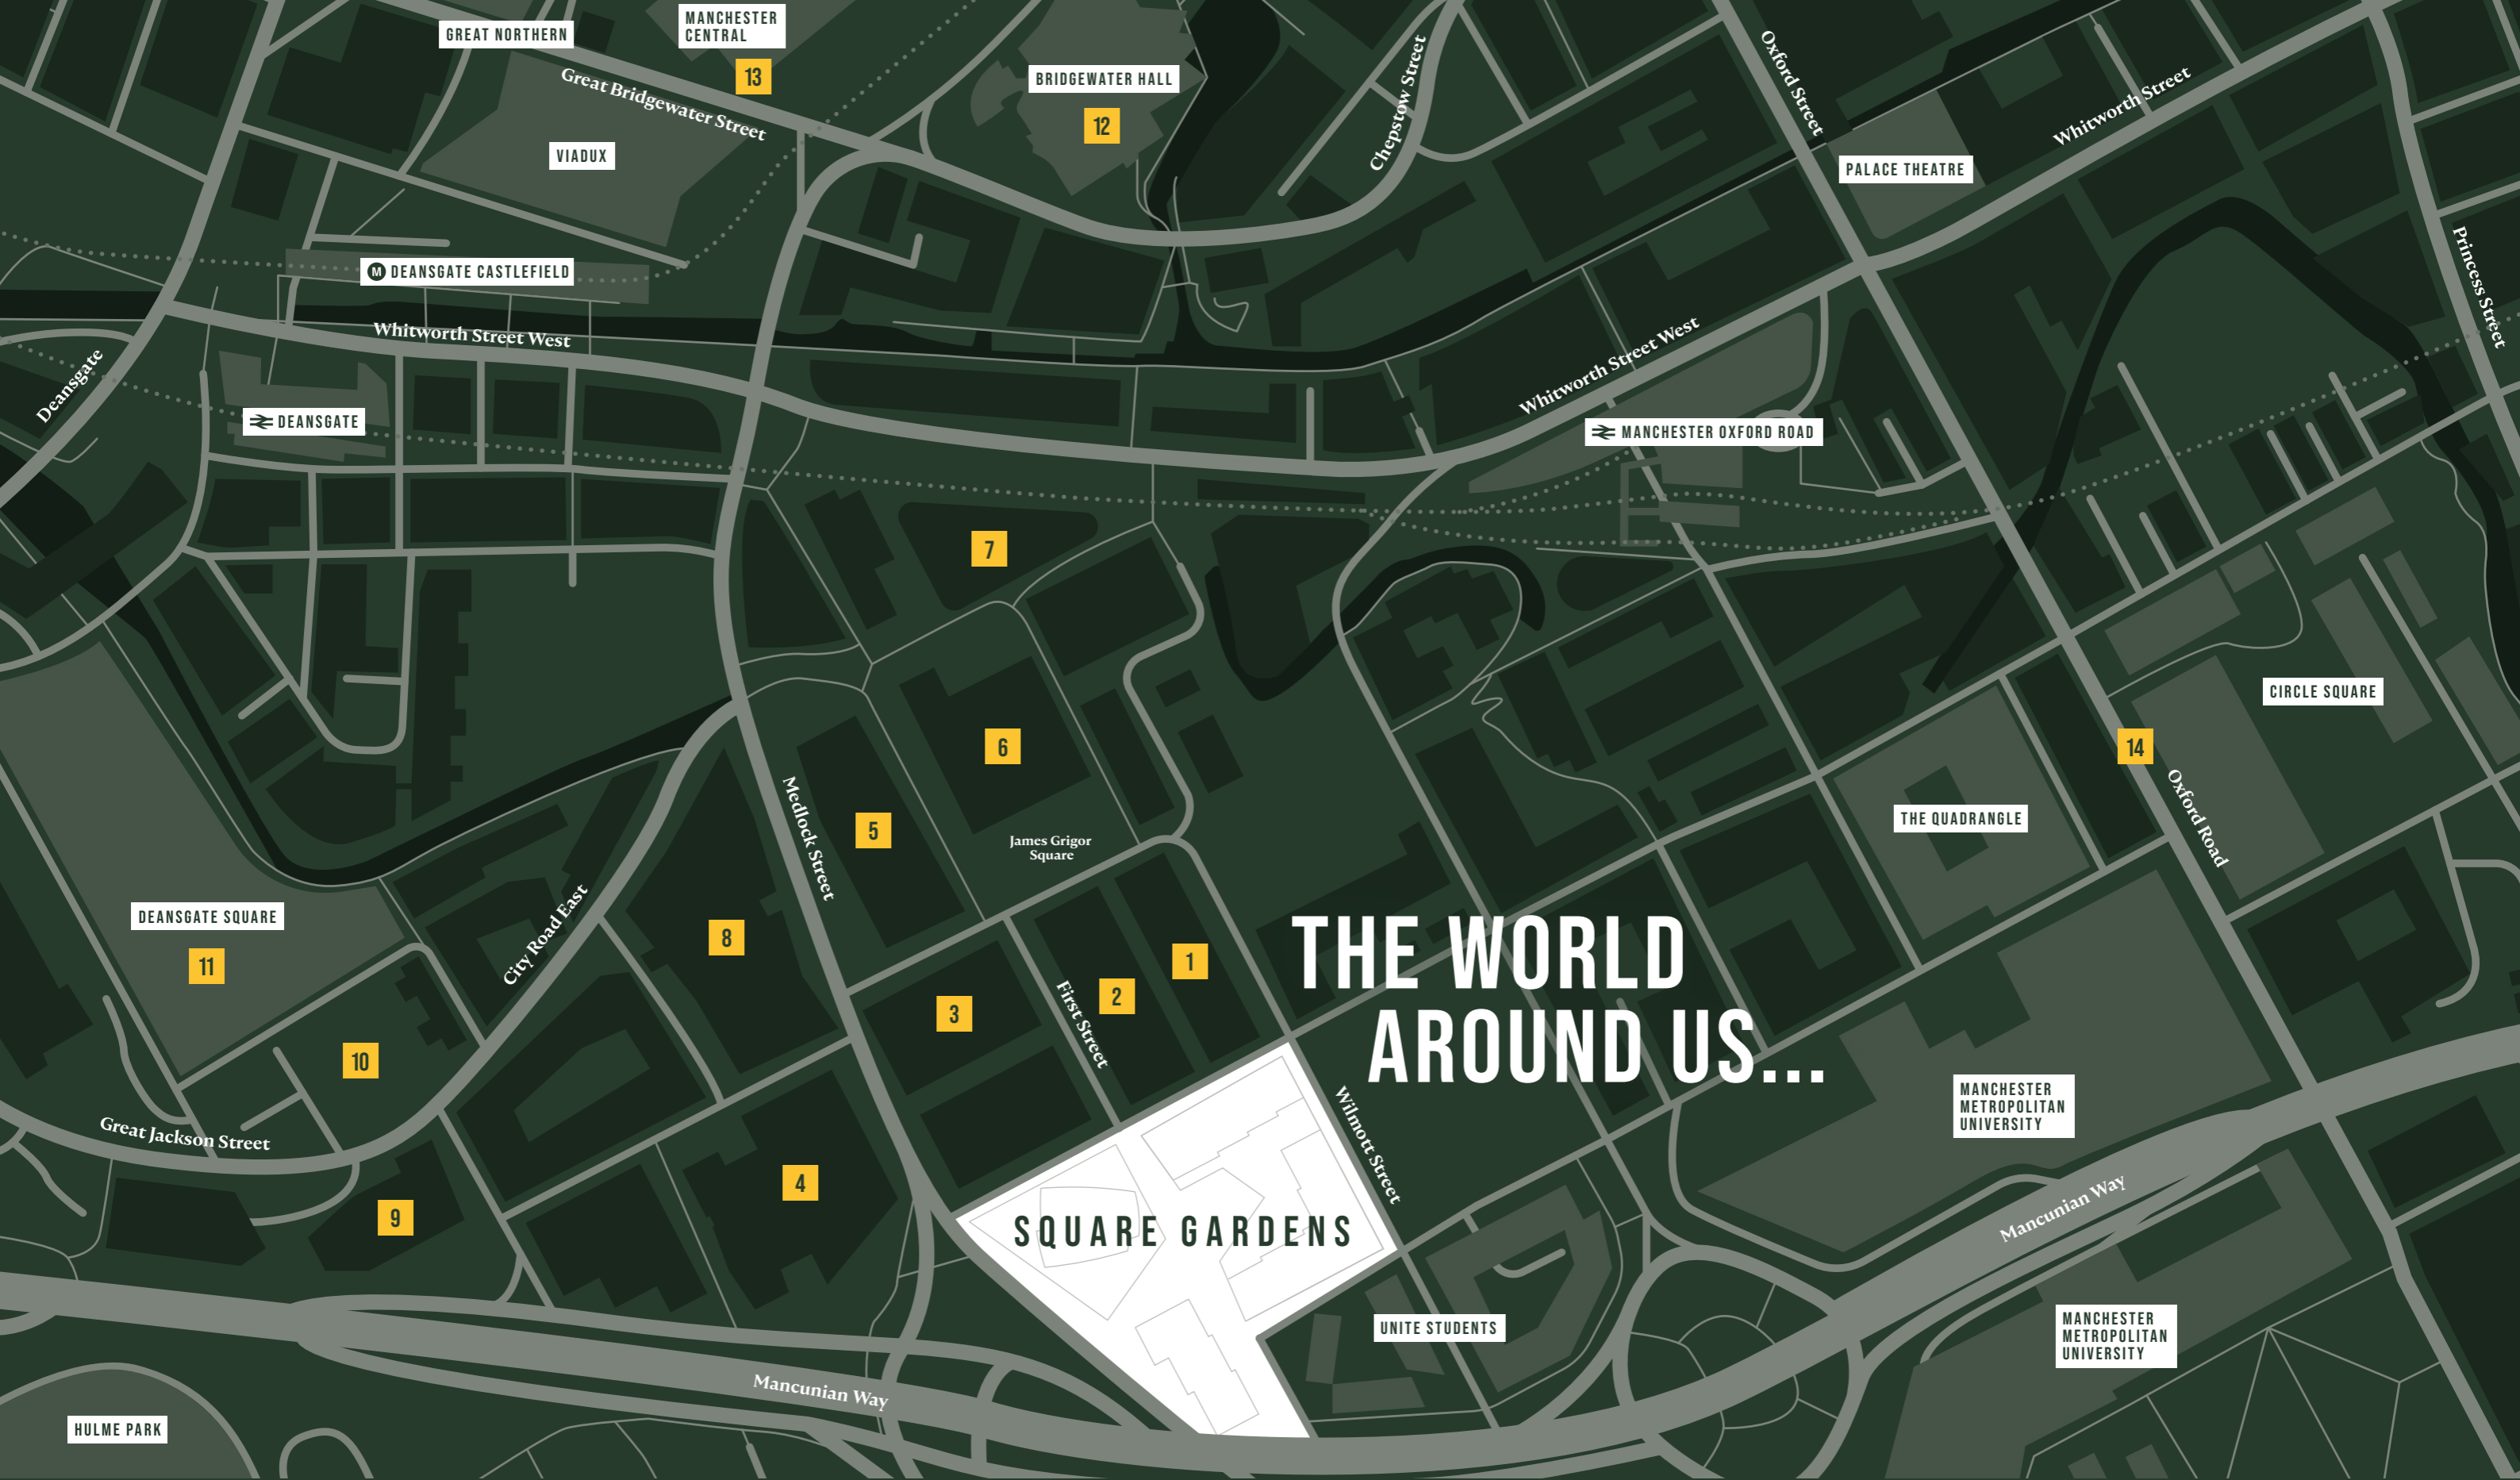 GREAT NORTHERN
MANCHESTER
CENTRAL
13
Great Bridgewater Street
BRIDGEWATER HALL
12
Chepstow Street
Oxford Street
Whitworth Street
PALACE THEATRE
VIADUX
Princess Street
M DEANSGATE CASTLEFIELD
Whitworth Street West
Whitworth Street West
Deansgate
DEANSGATE
MANCHESTER OXFORD ROAD
7
CIRCLE SQUARE
6
14
5
Medlock Street
James Grigor
Square
THE QUADRANGLE
Oxford Road
DEANSGATE SQUARE
11
City Road East
8
1
2
3
First Street
THE WORLD
AROUND US...
10
Great Jackson Street
MANCHESTER
METROPOLITAN
UNIVERSITY
Wilmott Street
4
9
SQUARE GARDENS
Mancunian Way
UNITE STUDENTS
MANCHESTER
METROPOLITAN
UNIVERSITY
Mancunian Way
HULME PARK